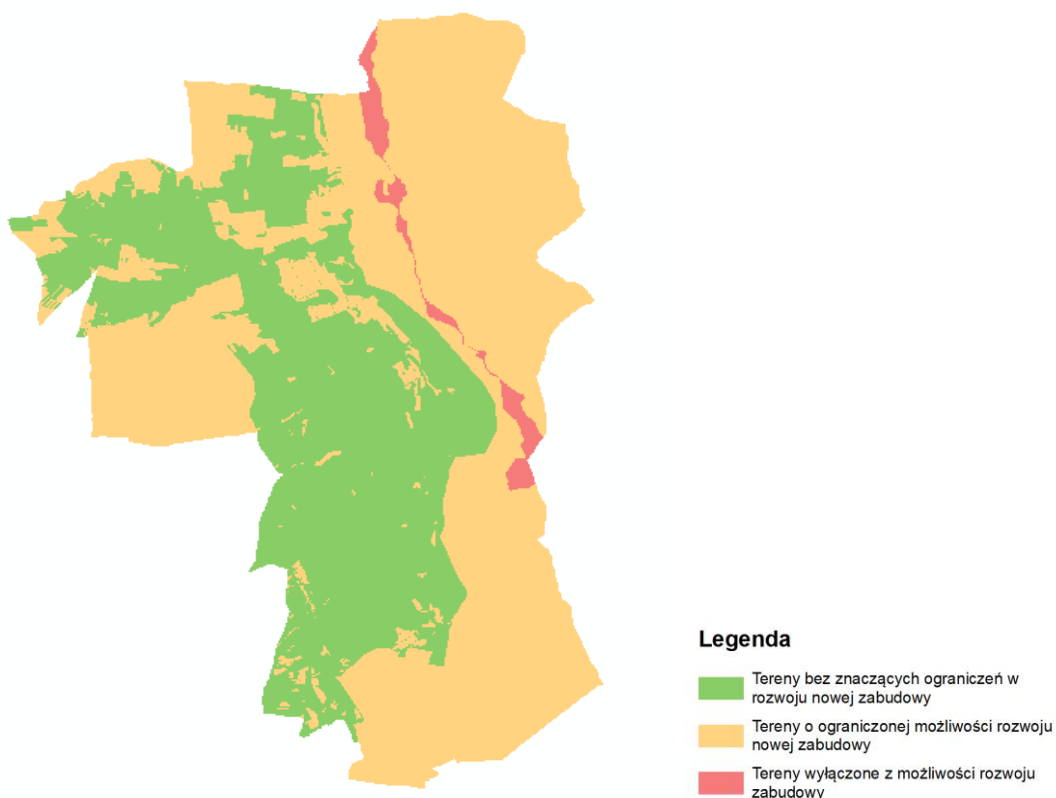 Legenda
Tereny bez znaczących ograniczeń w
rozwoju nowej zabudowy
Tereny o ograniczonej możliwości rozwoju
nowej zabudowy
Tereny wyłączone z możliwości rozwoju
zabudowy